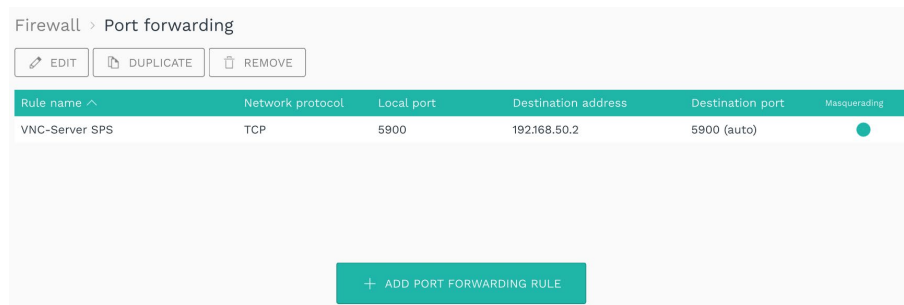 Firewall > Port forwarding
EDIT DUPLICATE REMOVE
Rule name Network protocol Local port Destination address Destination port Masquerading
VNC-Server SPS TCP 5900 192.168.50.2 5900 (auto)
+ ADD PORT FORWARDING RULE